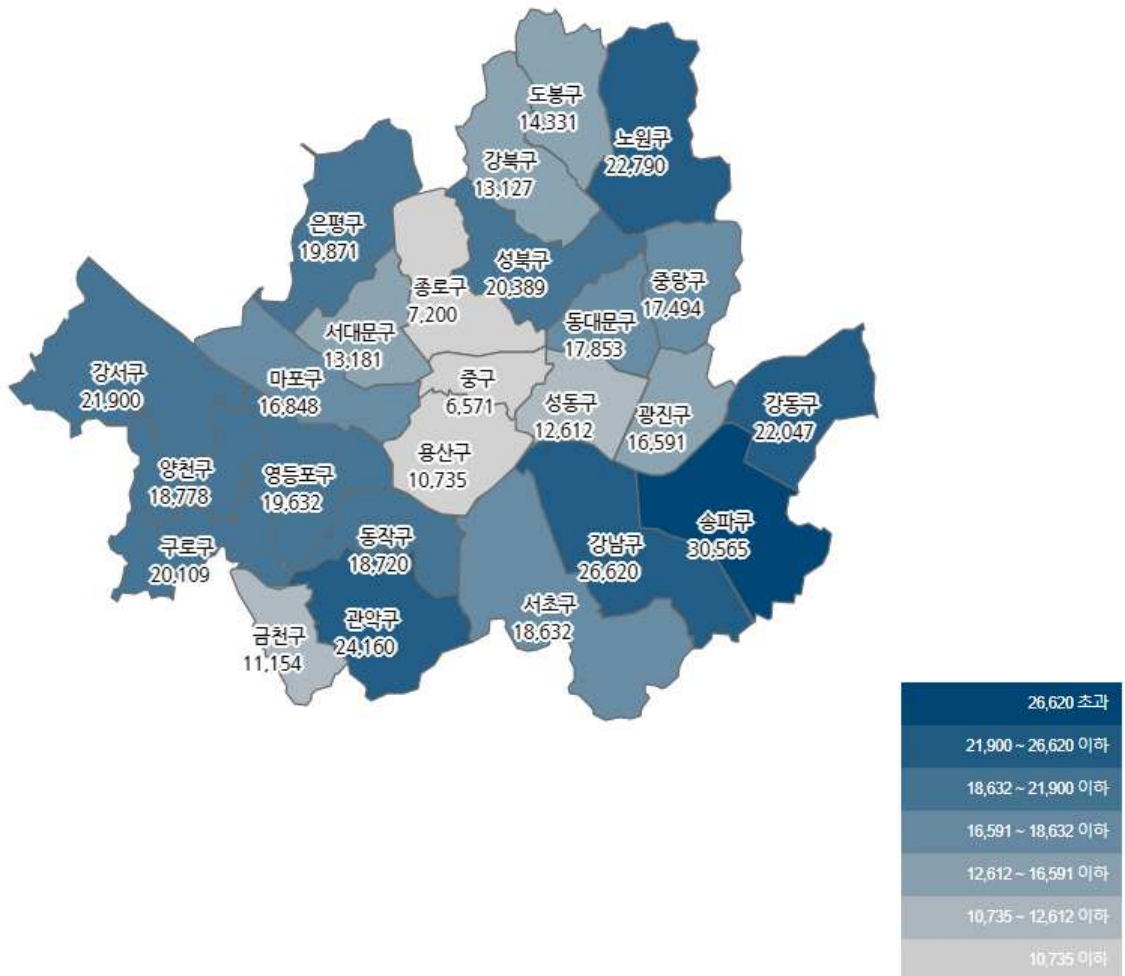 도봉구
14,331
노원구
22,790
강북구
13,127
은평구
19,871
성북구
20,389
중랑구
17,494
종로구
7,200
서대문구
13,181
동대문구
17,853
강서구
21,900
마포구
16,848
중구
6,571
성동구
12,612
광진구
16,591
강동구
22,047
용산구
10,735
양천구
18,778
영등포구
19,632
송파구
30,565
구로구
20,109
동작구
18,720
강남구
26,620
서초구
18,632
관악구
24,160
금천구
11,154
26,620 초과
21,900 ~ 26,620 이하
18,632 ~ 21,900 이하
16,591 ~ 18,632 이하
12,612 ~ 16,591 이하
10,735 ~ 12,612 이하
10,735 이하